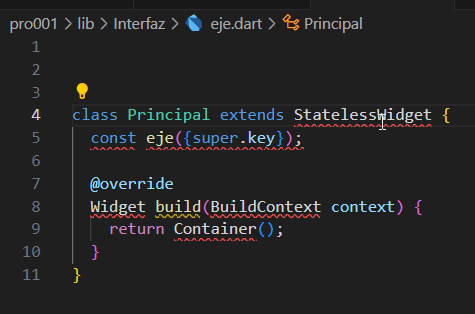 pro001 > lib > Interfaz > eje.dart > Principal
1
2
3
4 class Principal extends StatelessWidget {
5 const eje({super.key});
6
7 @override
8 Widget build(BuildContext context) {
9 return Container();
10 }
11 }